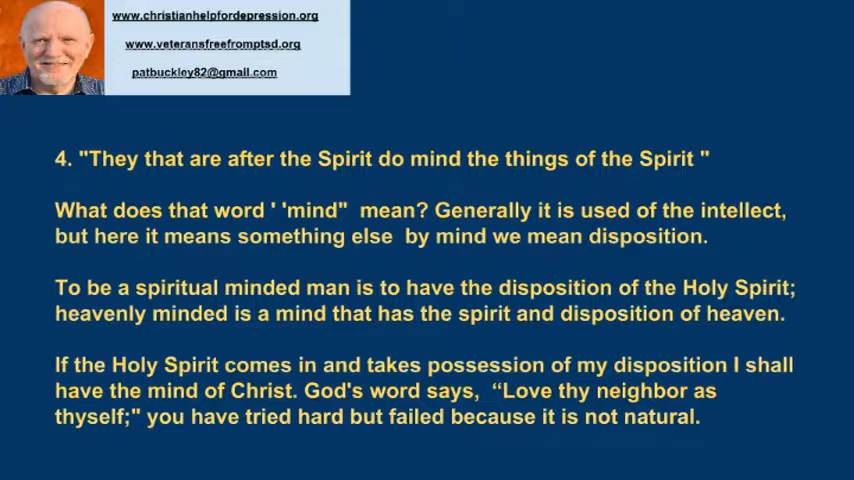 www.christianhelpfordepression.org
www.veteransfreefromptsd.org
patbuckley82@gmail.com
4. "They that are after the Spirit do mind the things of the Spirit "
What does that word ' 'mind"  mean? Generally it is used of the intellect,
but here it means something else  by mind we mean disposition.
To be a spiritual minded man is to have the disposition of the Holy Spirit;
heavenly minded is a mind that has the spirit and disposition of heaven.
If the Holy Spirit comes in and takes possession of my disposition I shall
have the mind of Christ. God's word says,  “Love thy neighbor as
thyself;" you have tried hard but failed because it is not natural.